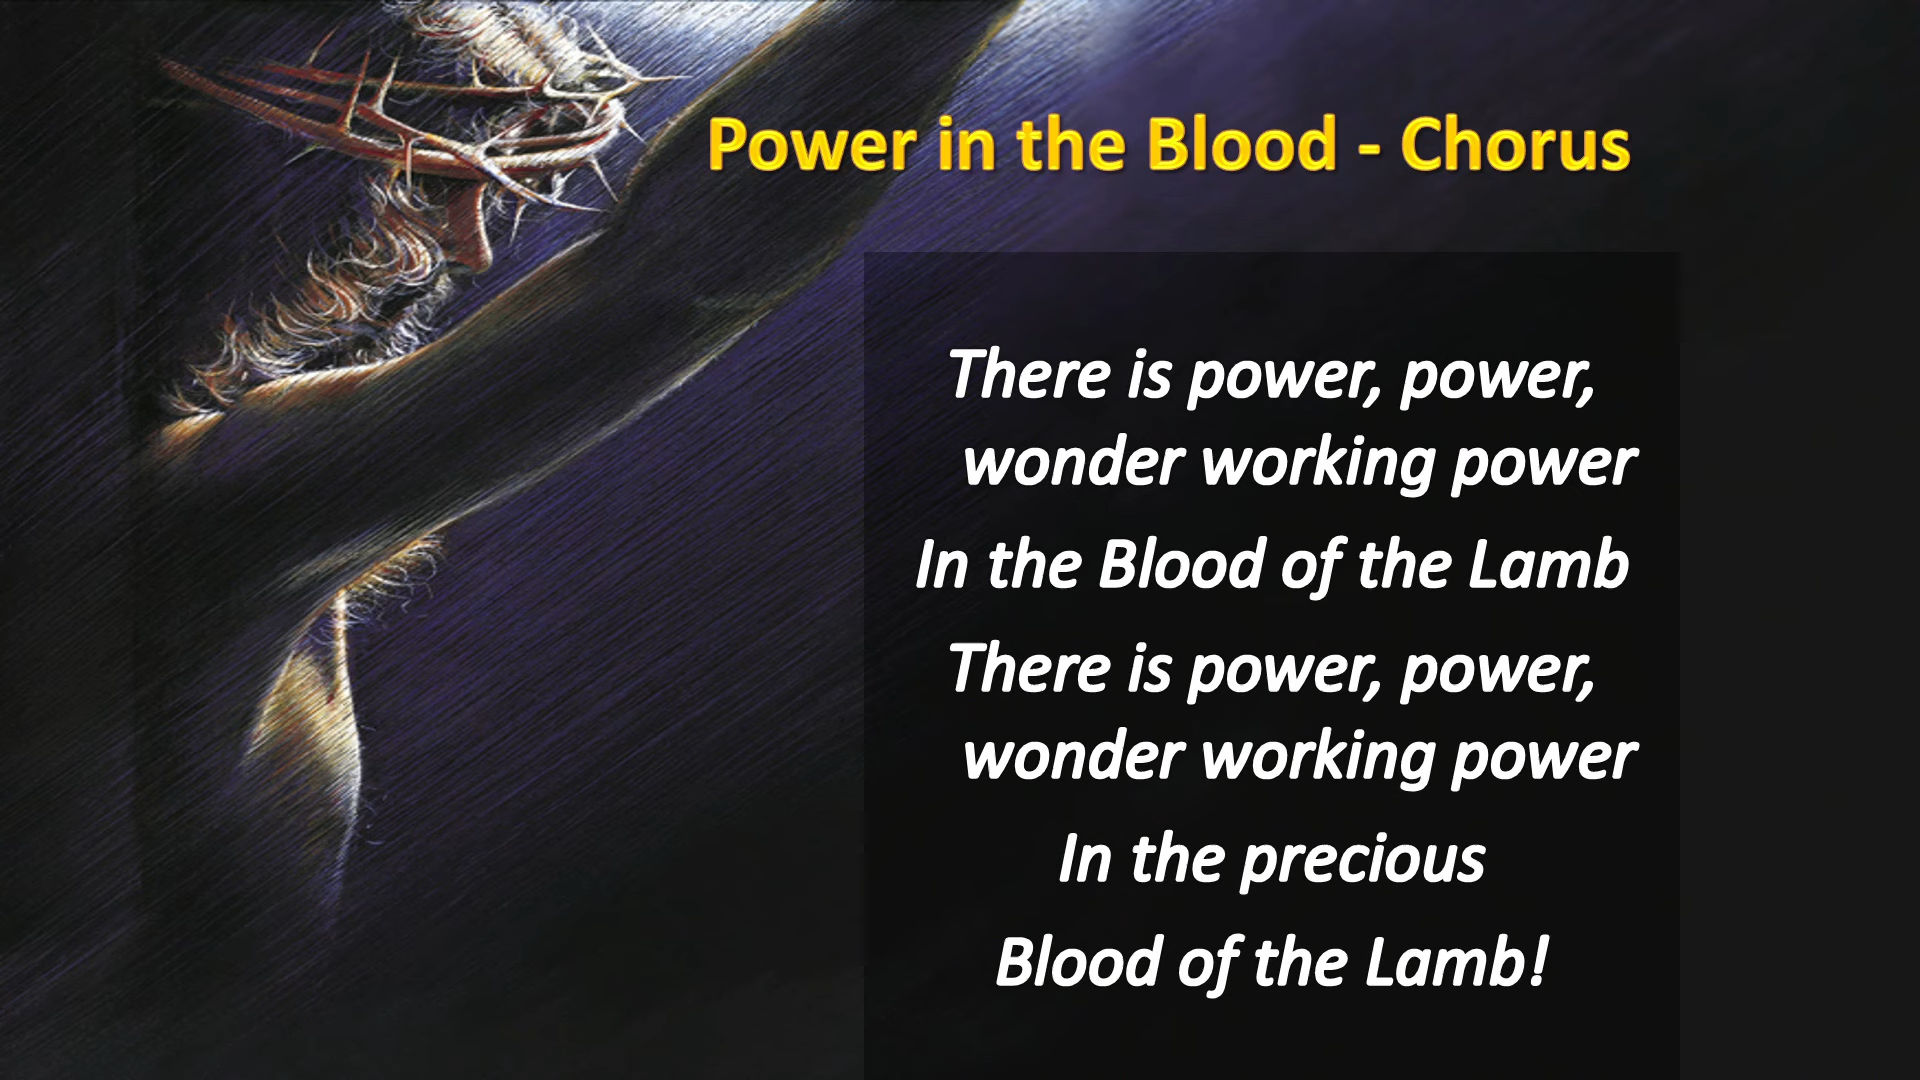 Power in the Blood - Chorus
There is power, power,
wonder working power
In the Blood of the Lamb
There is power, power,
wonder working power
In the precious
Blood of the Lamb!